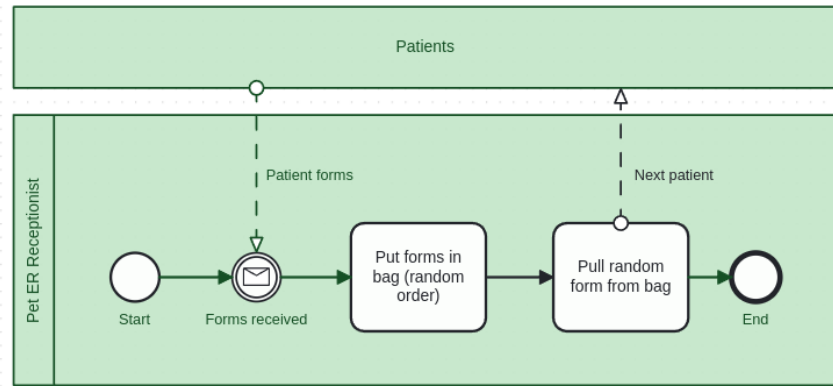 Patients
Pet ER Receptionist
Patient forms
Next patient
Start
Forms received
Put forms in
bag (random
order)
Pull random
form from bag
End